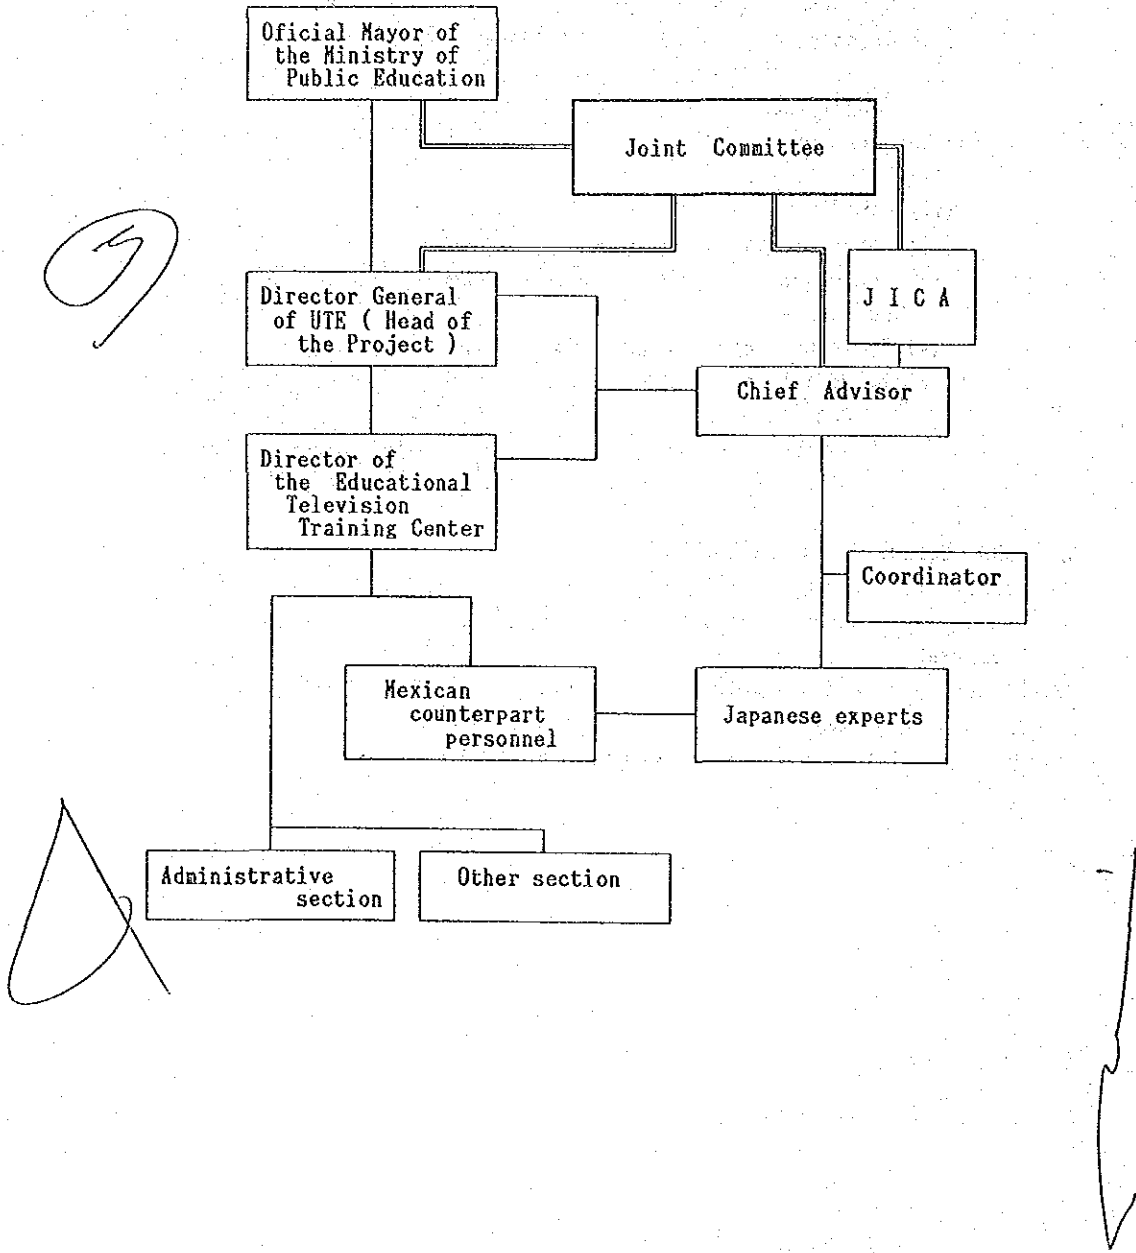 Oficial Mayor of
the Ministry of
Public Education
Joint Committee
Director General
of UTE ( Head of
the Project )
J I C A
Chief Advisor
Director of
the Educational
Television
Training Center
Coordinator
Mexican
counterpart
personnel
Japanese experts
Administrative
section
Other section